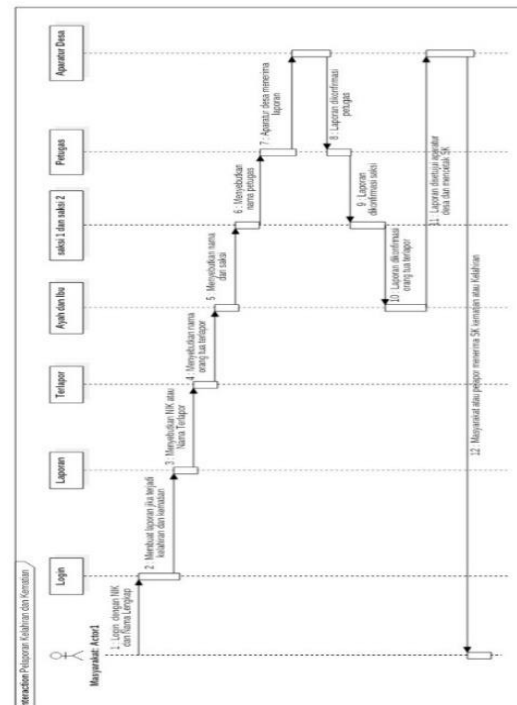 interaction Pelaporan Kelahiran dan Kematian
Masyarakat: Actor1
Login
Laporan
Terlapor
Ayah dan Ibu
saksi 1 dan saksi 2
Petugas
Aparatur Desa
1 : Login dengan NIK
dan Nama Lengkap
2 : Membuat laporan jika terjadi
kelahiran dan kematian
3 : Menyebutkan NIK atau
Nama Terlapor
4 : Menyebutkan nama
orang tua terlapor
5 : Menyebutkan nama
dari saksi
6 : Menyebutkan
nama petugas
7 : Aparatur desa menerima
laporan
8 : Laporan dikonfirmasi
petugas
9 : Laporan
dikonfirmasi saksi
10 : Laporan dikonfirmasi
orang tua terlapor
11 : Laporan disetujui aparatur
desa dan mencetak SK
12 : Masyarakat atau pelapor menerima SK kematian atau Kelahiran